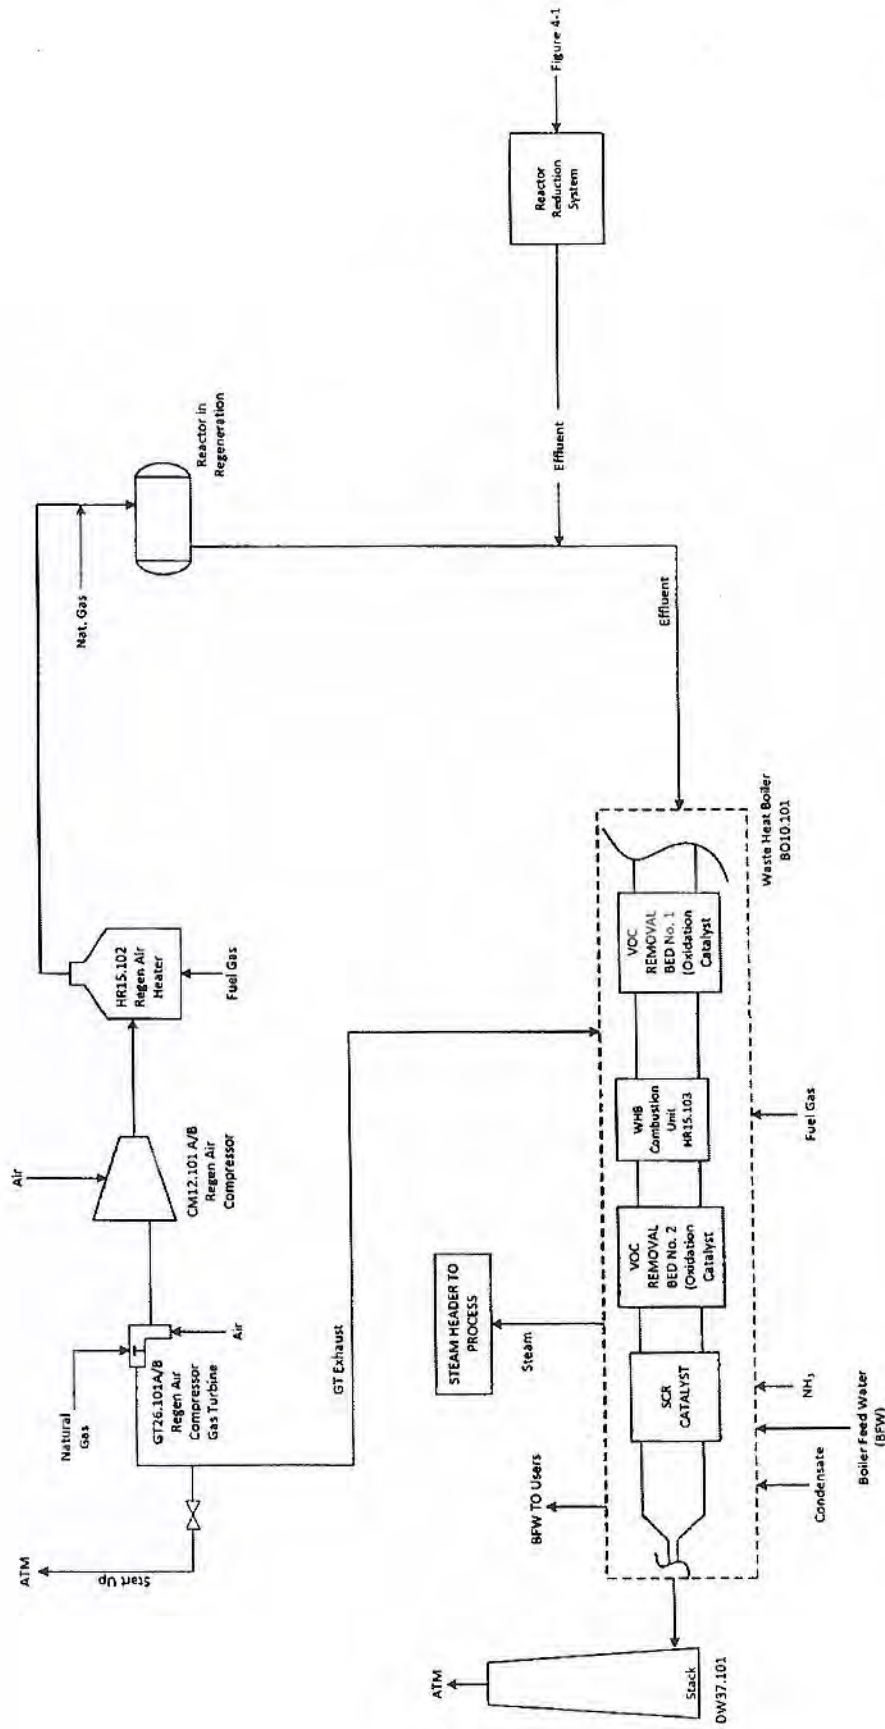 ATM
Start Up
Natural
Gas
GT26.101A/B
Regen Air
Compressor
Gas Turbine
Air
Air
CM12.101 A/B
Regen Air
Compressor
HR15.102
Regen Air
Heater
Fuel Gas
Nat. Gas
Reactor in
Regeneration
GT Exhaust
Effluent
Reactor
Reduction
System
Figure 4-1
Effluent
STEAM HEADER TO
PROCESS
Steam
BFW TO Users
ATM
Stack
DW37.101
SCR
CATALYST
VOC
REMOVAL
BED No. 2
(Oxidation
Catalyst
WHB
Combustion
Unit
HR15.103
VOC
REMOVAL
BED No. 1
(Oxidation
Catalyst
Waste Heat Boiler
BO10.101
Condensate
Boiler Feed Water
(BFW)
NH₃
Fuel Gas